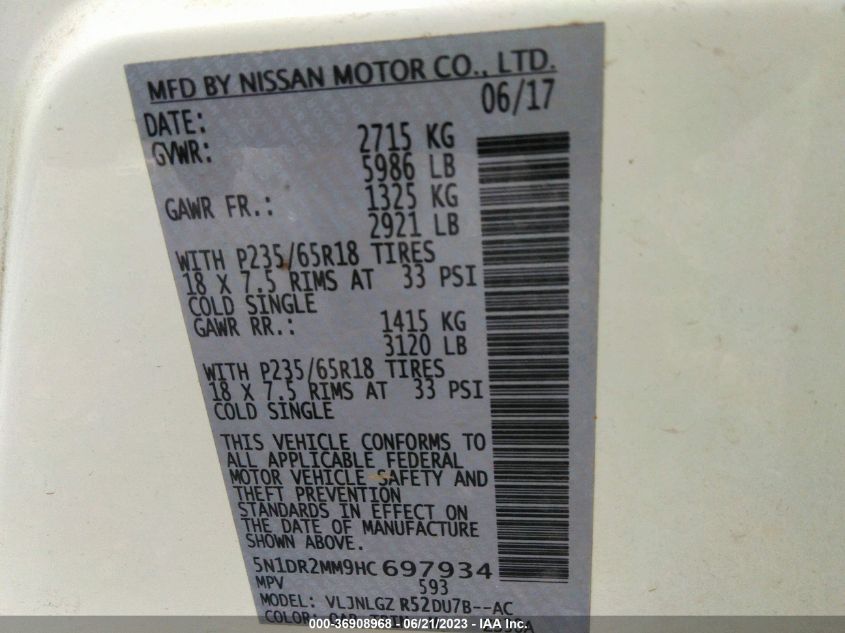 MFD BY NISSAN MOTOR CO., LTD.
DATE: 06/17
GVWR: 2715 KG
5986 LB
GAWR FR.: 1325 KG
2921 LB
WITH P235/65R18 TIRES
18 X 7.5 RIMS AT 33 PSI
COLD SINGLE
GAWR RR.: 1415 KG
3120 LB
WITH P235/65R18 TIRES
18 X 7.5 RIMS AT 33 PSI
COLD SINGLE
THIS VEHICLE CONFORMS TO
ALL APPLICABLE FEDERAL
MOTOR VEHICLE SAFETY AND
THEFT PREVENTION
STANDARDS IN EFFECT ON
THE DATE OF MANUFACTURE
SHOWN ABOVE.
5N1DR2MM9HC697934
MPV 593
MODEL: VLJNLGZ R52DU7B--AC
COLOR:
000-36908968 - 06/21/2023 - IAA Inc.